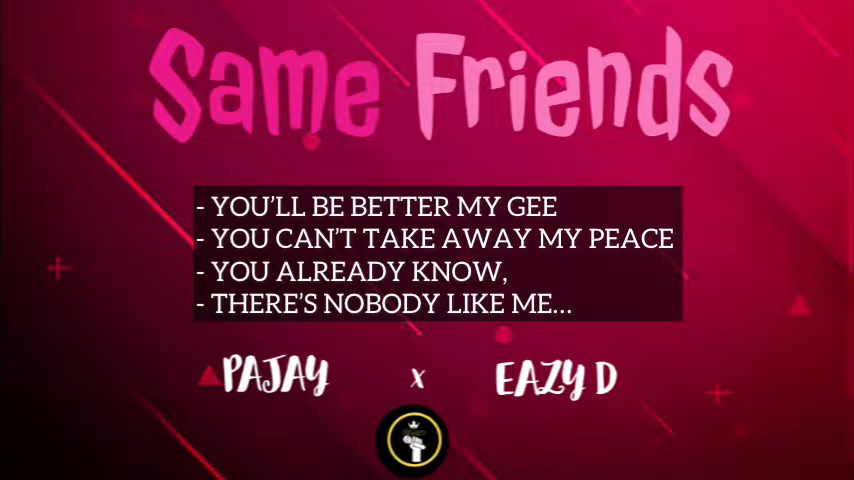 Same Friends
- YOU'LL BE BETTER MY GEE
- YOU CAN'T TAKE AWAY MY PEACE
- YOU ALREADY KNOW,
- THERE'S NOBODY LIKE ME...
PAJAY x EAZY D